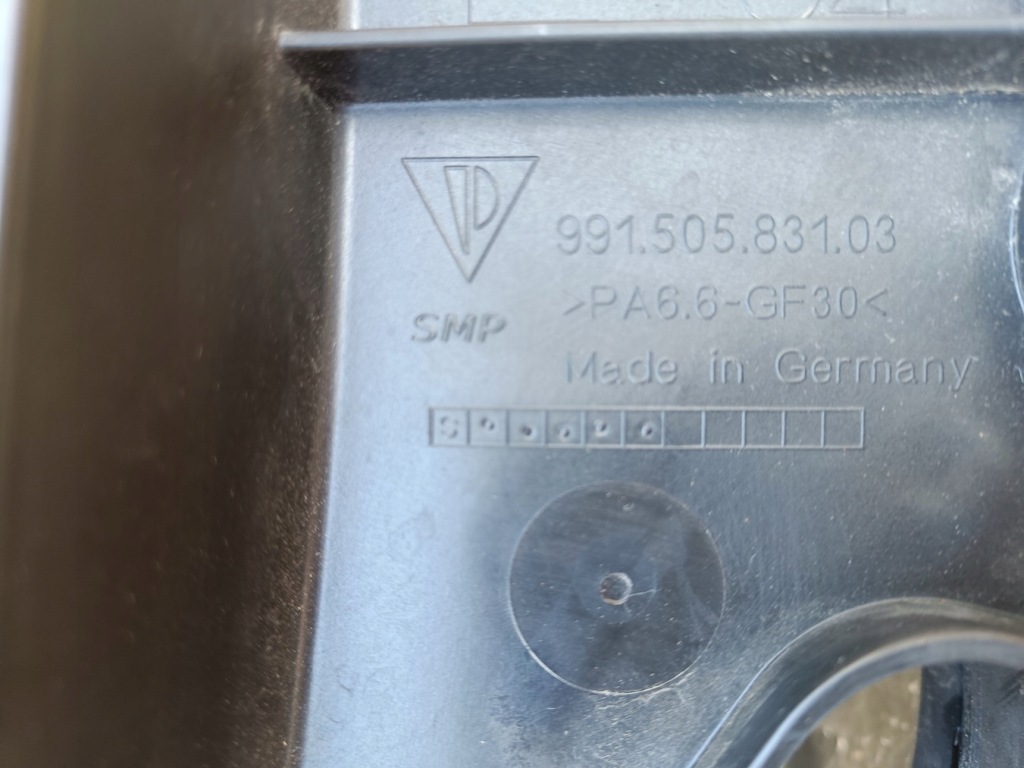 991.505.831.03
>PA6.6-GF30<
SMP
Made in Germany
S